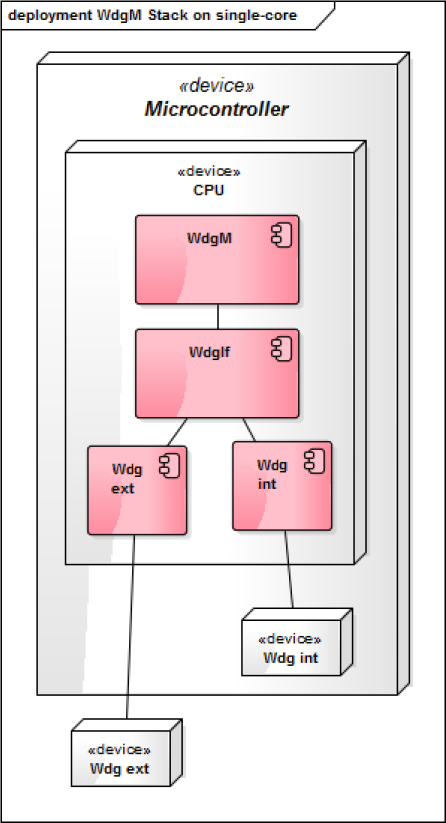 deployment WdgM Stack on single-core
«device»
Microcontroller
«device»
CPU
WdgM
WdgIf
Wdg
ext
Wdg
int
«device»
Wdg int
«device»
Wdg ext